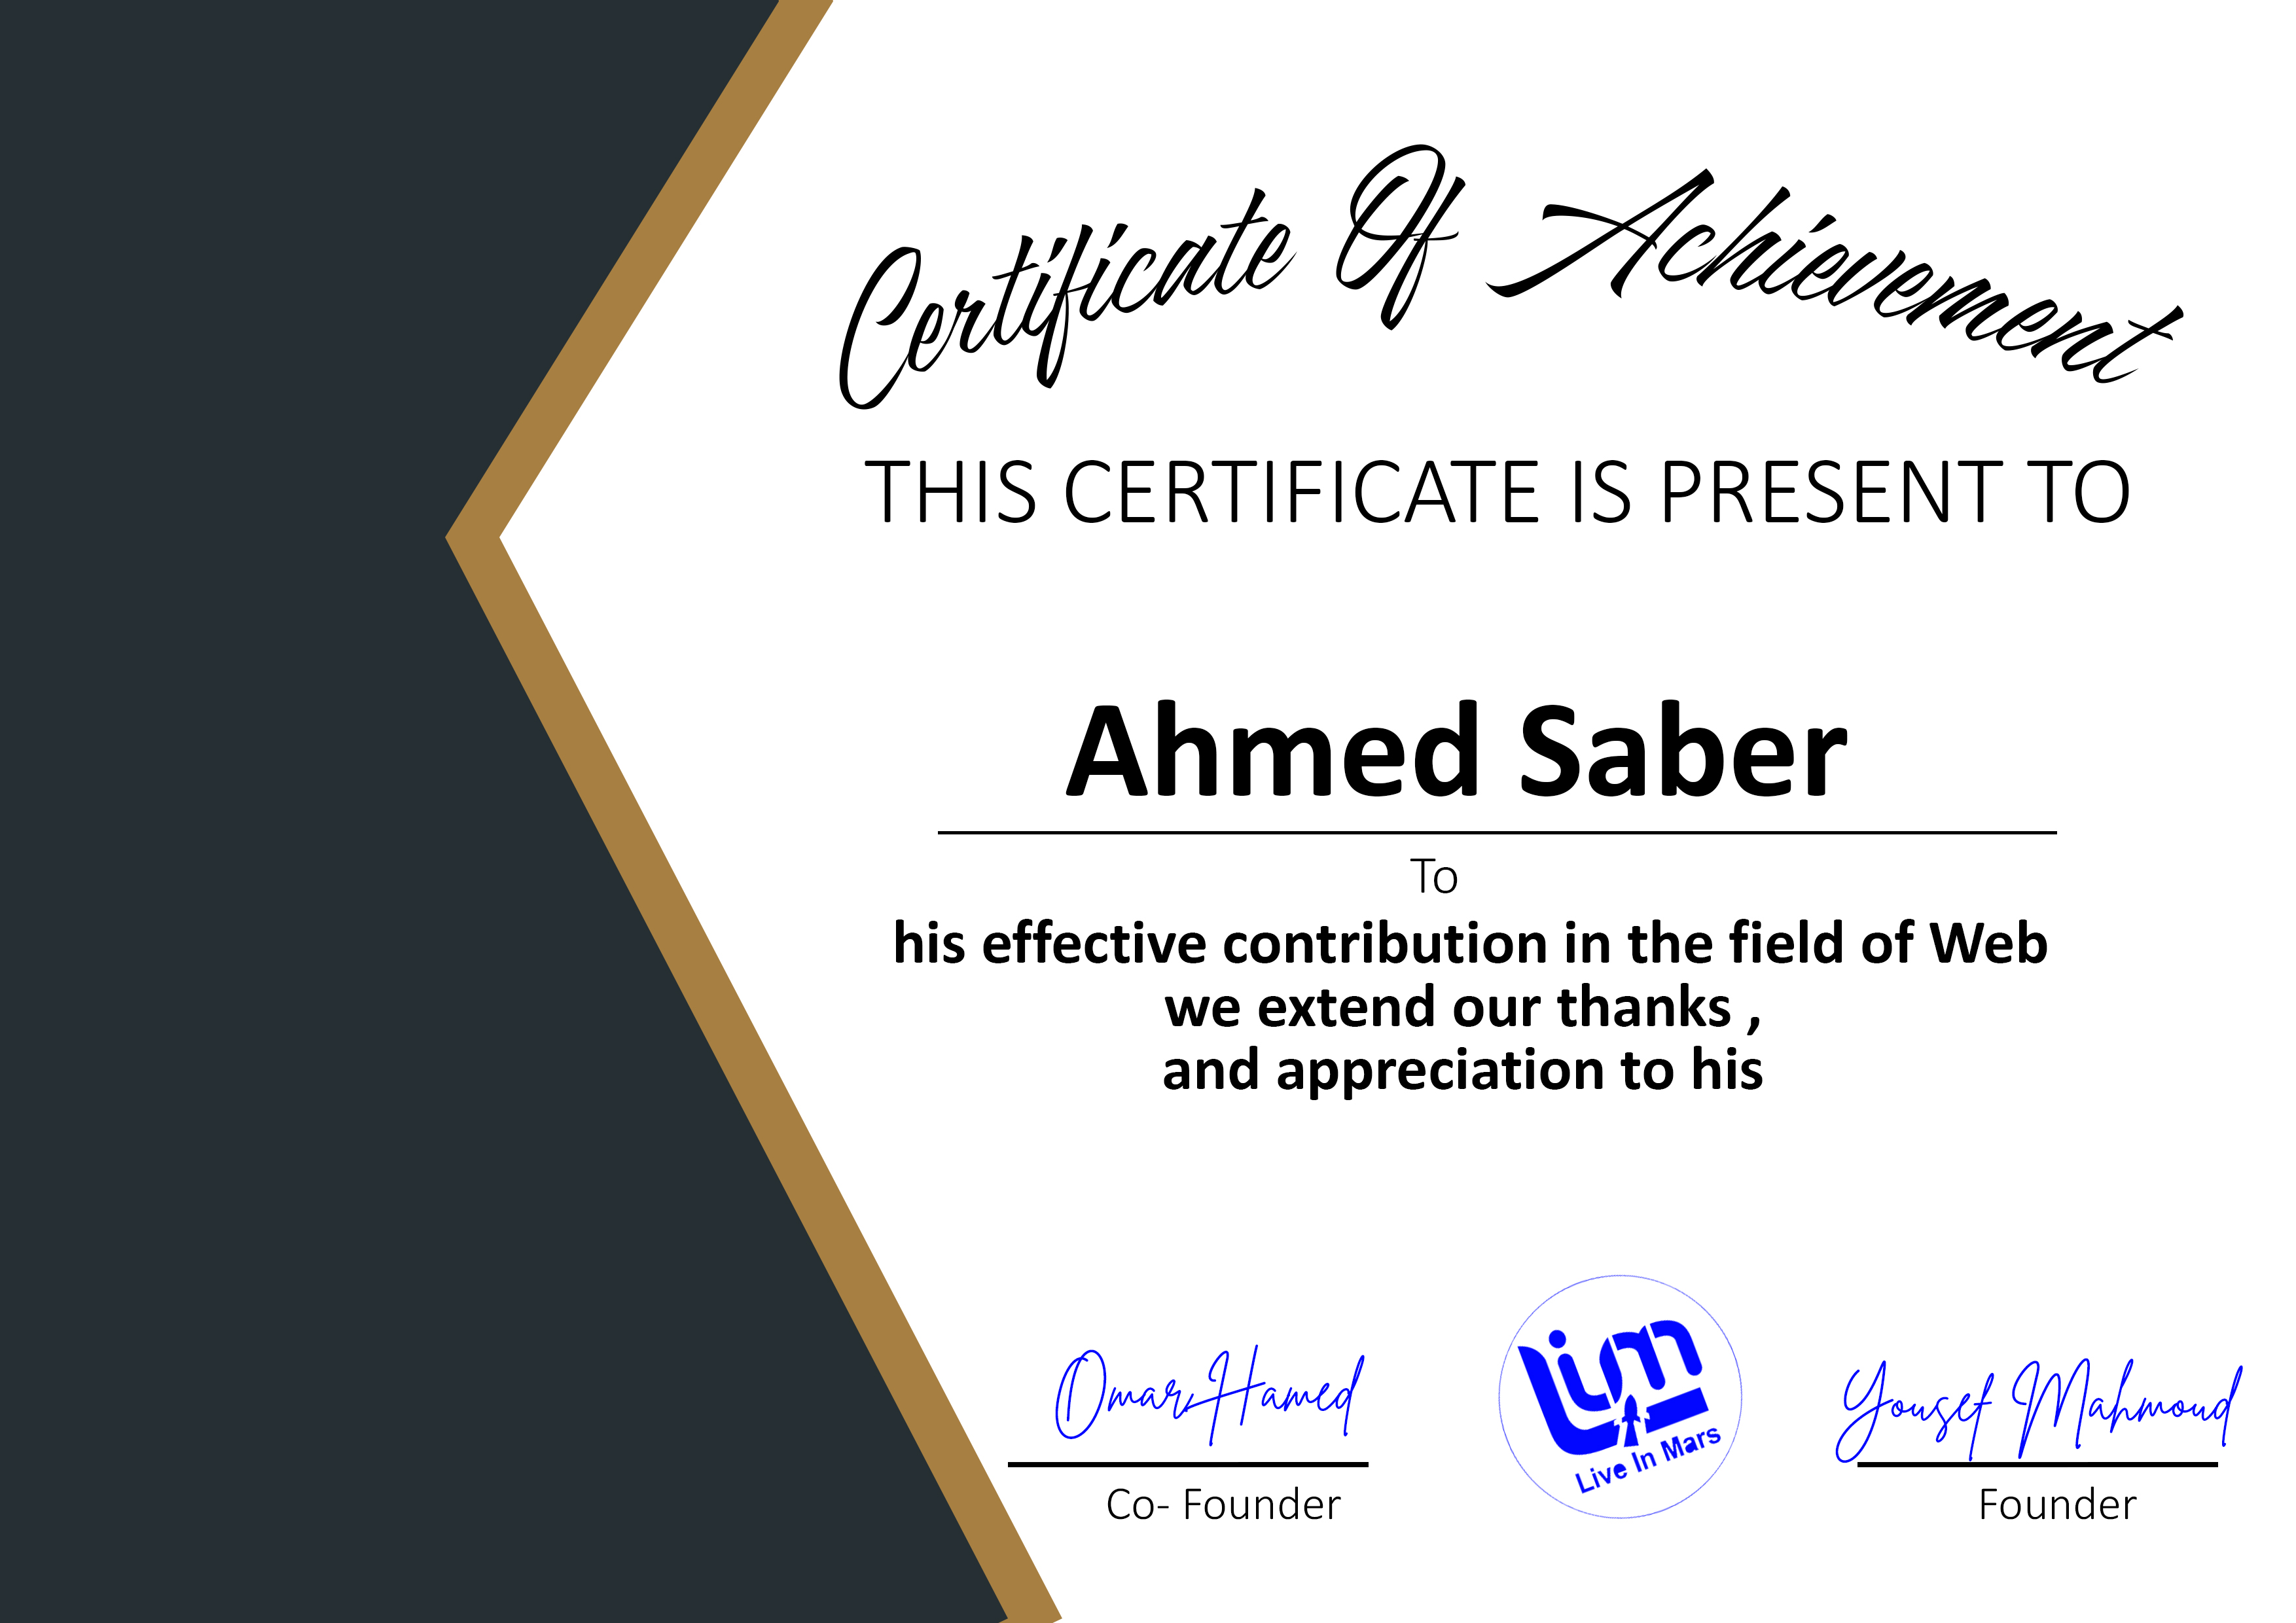 Certificate Of Achievement
THIS CERTIFICATE IS PRESENT TO
Ahmed Saber
To
his effective contribution in the field of Web
we extend our thanks ,
and appreciation to his
Omar Hamed
Co- Founder
Lim
Live In Mars
Yousef Mahmoud
Founder